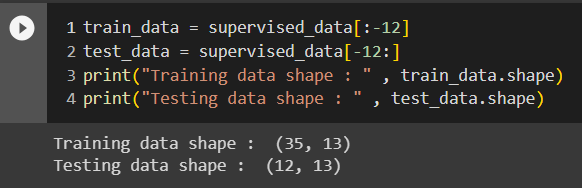 1 train_data = supervised_data[:-12]
2 test_data = supervised_data[-12:]
3 print("Training data shape : " , train_data.shape)
4 print("Testing data shape : " , test_data.shape)
Training data shape :  (35, 13)
Testing data shape :  (12, 13)